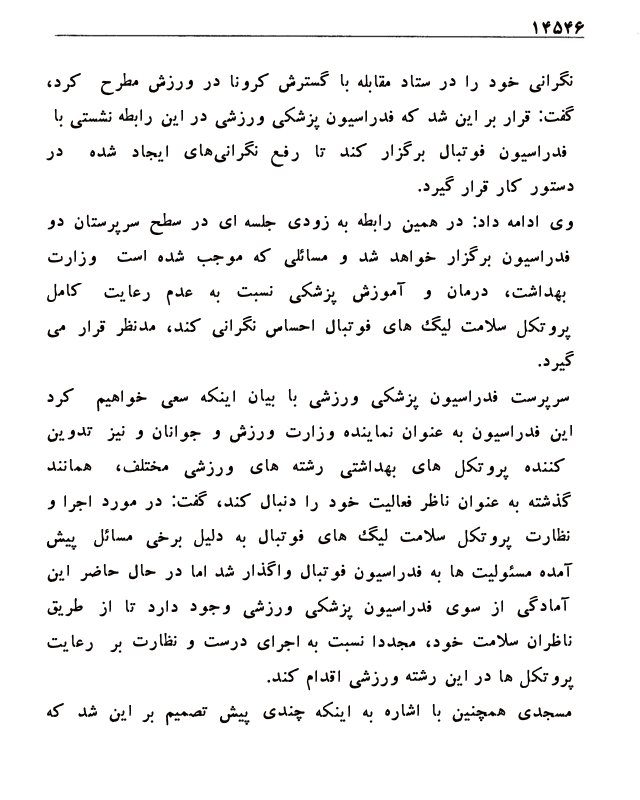 ۱۴۵۴۶
نگرانی خود را در ستاد مقابله با گسترش کرونا در ورزش مطرح کرد،
گفت: قرار بر این شد که فدراسیون پزشکی ورزشی در این رابطه نشستی با
فدراسیون فوتبال برگزار کند تا رفع نگرانی‌های ایجاد شده در
دستور کار قرار گیرد.
وی ادامه داد: در همین رابطه به زودی جلسه ای در سطح سرپرستان دو
فدراسیون برگزار خواهد شد و مسائلی که موجب شده است وزارت
بهداشت، درمان و آموزش پزشکی نسبت به عدم رعایت کامل
پروتکل سلامت لیگ های فوتبال احساس نگرانی کند، مدنظر قرار می
گیرد.
سرپرست فدراسیون پزشکی ورزشی با بیان اینکه سعی خواهیم کرد
این فدراسیون به عنوان نماینده وزارت ورزش و جوانان و نیز تدوین
کننده پروتکل های بهداشتی رشته های ورزشی مختلف، همانند
گذشته به عنوان ناظر فعالیت خود را دنبال کند، گفت: در مورد اجرا و
نظارت پروتکل سلامت لیگ های فوتبال به دلیل برخی مسائل پیش
آمده مسئولیت ها به فدراسیون فوتبال واگذار شد اما در حال حاضر این
آمادگی از سوی فدراسیون پزشکی ورزشی وجود دارد تا از طریق
ناظران سلامت خود، مجددا نسبت به اجرای درست و نظارت بر رعایت
پروتکل ها در این رشته ورزشی اقدام کند.
مسجدی همچنین با اشاره به اینکه چندی پیش تصمیم بر این شد که